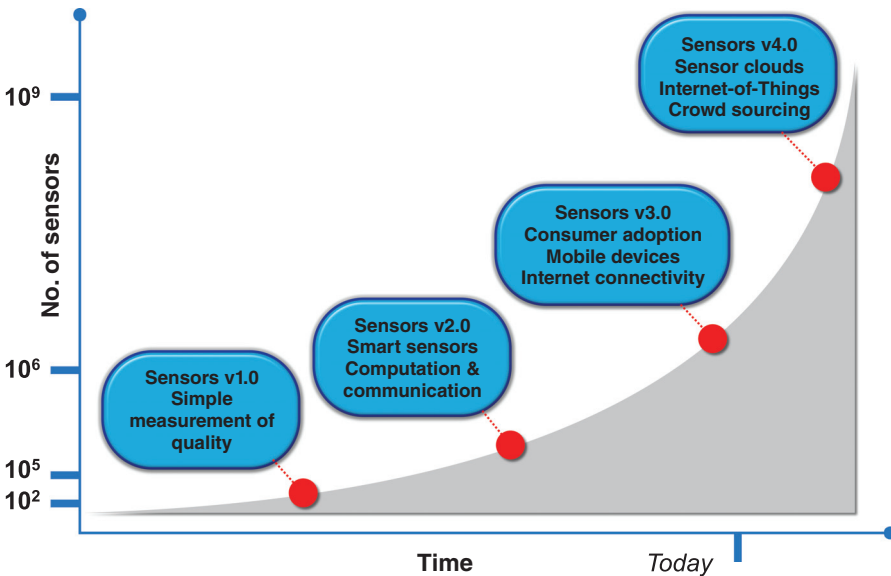 Sensors v4.0
Sensor clouds
Internet-of-Things
Crowd sourcing
10⁹
No. of sensors
Sensors v3.0
Consumer adoption
Mobile devices
Internet connectivity
Sensors v2.0
Smart sensors
Computation &
communication
10⁶
Sensors v1.0
Simple
measurement of
quality
10⁵
10²
Time
Today